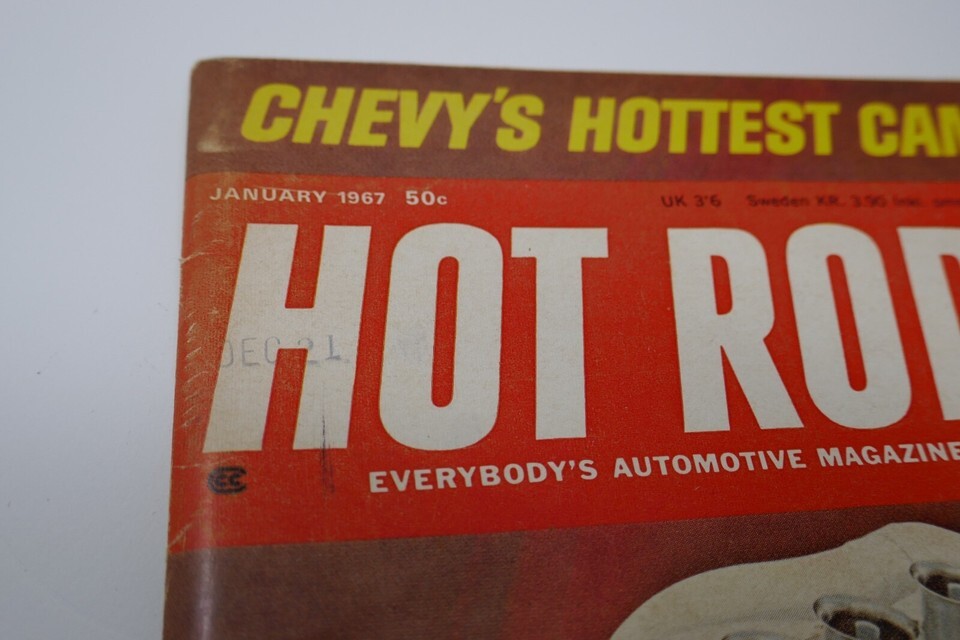 CHEVY'S HOTTEST CAM
JANUARY 1967 50c UK 3'6 Sweden KR. 3.90
HOT ROD
DEC 21
EVERYBODY'S AUTOMOTIVE MAGAZINE